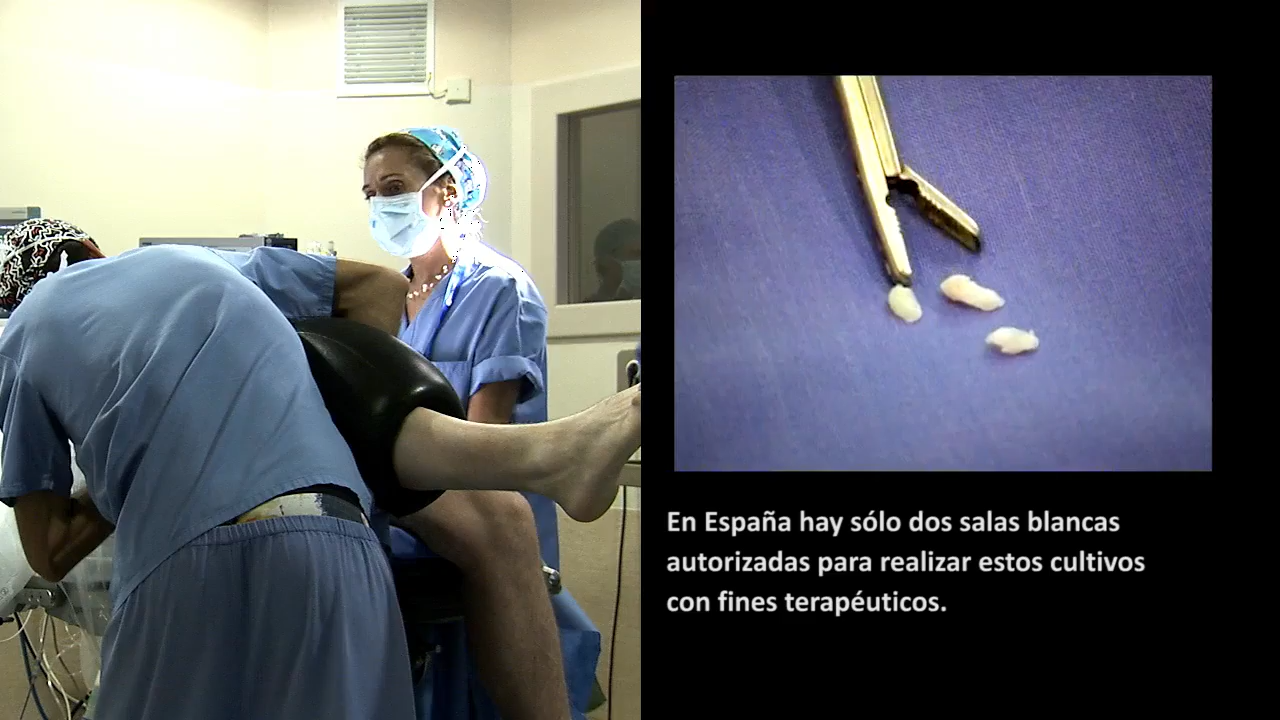 En España hay sólo dos salas blancas
autorizadas para realizar estos cultivos
con fines terapéuticos.